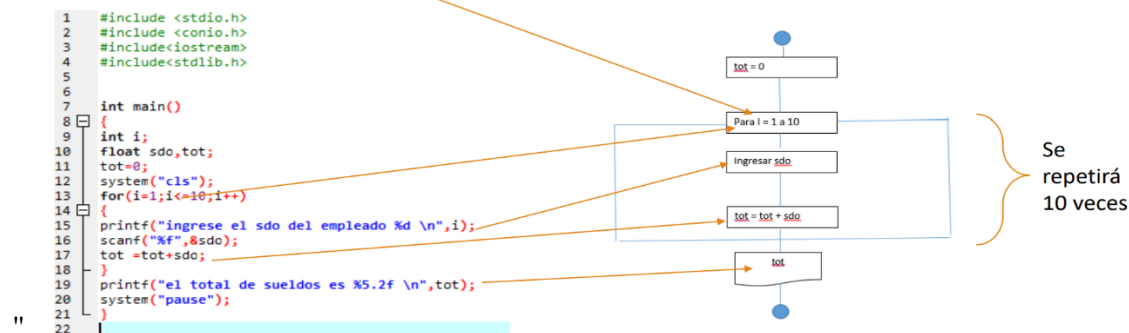 1 #include <stdio.h>
2 #include <conio.h>
3 #include<iostream>
4 #include<stdlib.h>
5
6
7 int main()
8 {
9 int i;
10 float sdo,tot;
11 tot=0;
12 system("cls");
13 for(i=1;i<=10;i++)
14 {
15 printf("ingrese el sdo del empleado %d \n",i);
16 scanf("%f",&sdo);
17 tot =tot+sdo;
18 }
19 printf("el total de sueldos es %5.2f \n",tot);
20 system("pause");
21 }
22
"
tot = 0
Para I = 1 a 10
Ingresar sdo
tot = tot + sdo
tot
Se
repetirá
10 veces